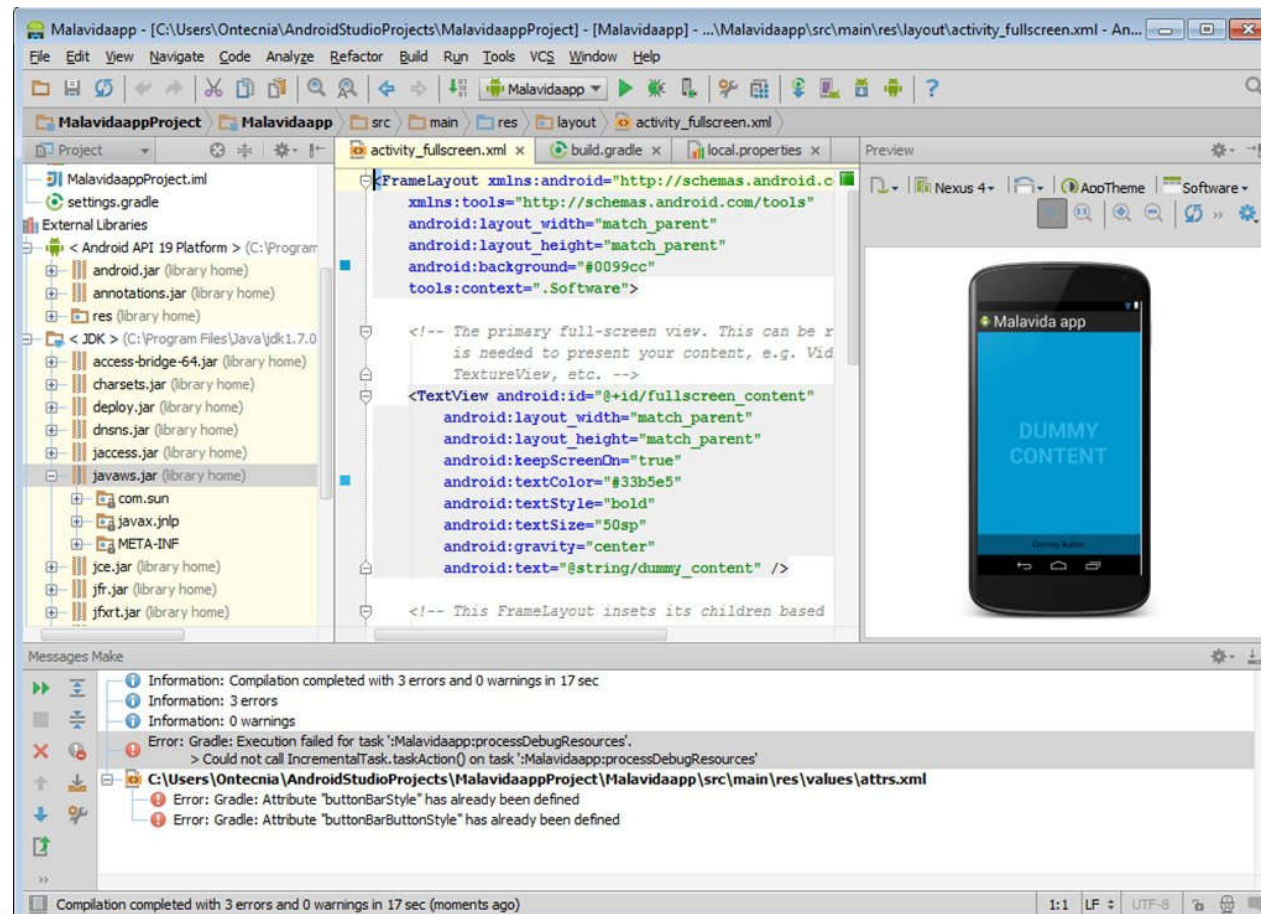 Malavidaapp - [C:\Users\Ontecnia\AndroidStudioProjects\MalavidaappProject] - [Malavidaapp] - ...\Malavidaapp\src\main\res\layout\activity_fullscreen.xml - An...
File Edit View Navigate Code Analyze Refactor Build Run Tools VCS Window Help
Malavidaapp
MalavidaappProject Malavidaapp src main res layout activity_fullscreen.xml
Project
MalavidaappProject.iml
settings.gradle
External Libraries
< Android API 19 Platform > (C:\Program
android.jar (library home)
annotations.jar (library home)
res (library home)
< JDK > (C:\Program Files\Java\jdk1.7.0
access-bridge-64.jar (library home)
charsets.jar (library home)
deploy.jar (library home)
dnsns.jar (library home)
jaccess.jar (library home)
javaws.jar (library home)
com.sun
javax.jnlp
META-INF
jce.jar (library home)
jfr.jar (library home)
jfxrt.jar (library home)
activity_fullscreen.xml build.gradle local.properties
<FrameLayout xmlns:android="http://schemas.android.c
xmlns:tools="http://schemas.android.com/tools"
android:layout_width="match_parent"
android:layout_height="match_parent"
android:background="#0099cc"
tools:context=".Software">
<!-- The primary full-screen view. This can be r
is needed to present your content, e.g. Vid
TextureView, etc. -->
<TextView android:id="@+id/fullscreen_content"
android:layout_width="match_parent"
android:layout_height="match_parent"
android:keepScreenOn="true"
android:textColor="#33b5e5"
android:textStyle="bold"
android:textSize="50sp"
android:gravity="center"
android:text="@string/dummy_content" />
<!-- This FrameLayout insets its children based
Preview
Nexus 4 AppTheme Software
Malavida app
DUMMY
CONTENT
Dummy Button
Messages Make
Information: Compilation completed with 3 errors and 0 warnings in 17 sec
Information: 3 errors
Information: 0 warnings
Error: Gradle: Execution failed for task ':Malavidaapp:processDebugResources'.
> Could not call IncrementalTask.taskAction() on task ':Malavidaapp:processDebugResources'
C:\Users\Ontecnia\AndroidStudioProjects\MalavidaappProject\Malavidaapp\src\main\res\values\attrs.xml
Error: Gradle: Attribute "buttonBarStyle" has already been defined
Error: Gradle: Attribute "buttonBarButtonStyle" has already been defined
Compilation completed with 3 errors and 0 warnings in 17 sec (moments ago) 1:1 LF UTF-8